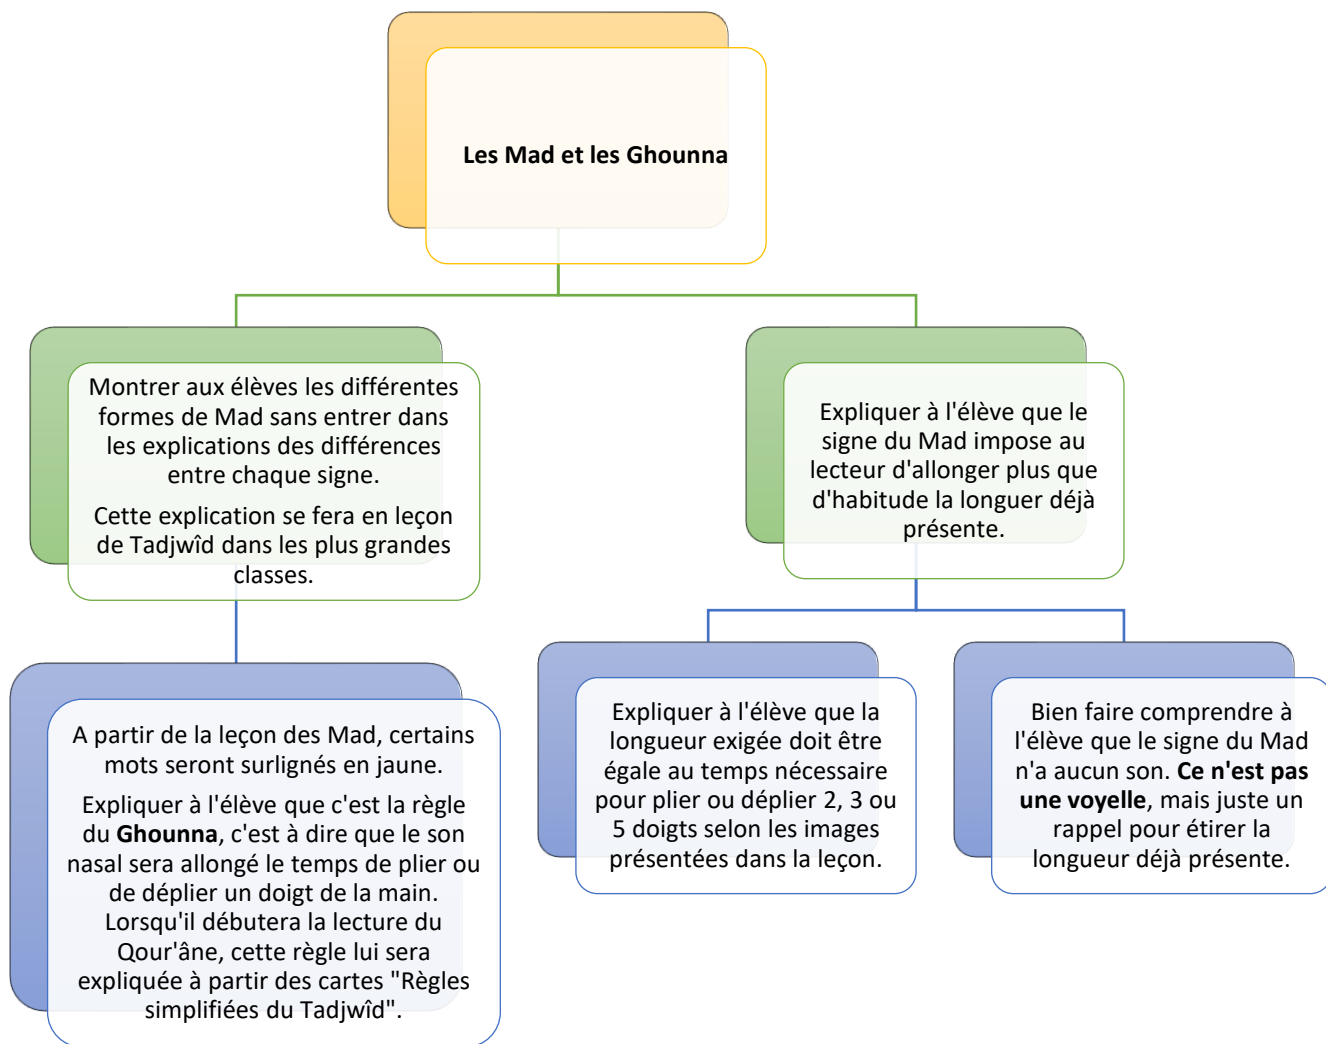 Les Mad et les Ghounna
Montrer aux élèves les différentes
formes de Mad sans entrer dans
les explications des différences
entre chaque signe.
Cette explication se fera en leçon
de Tadjwîd dans les plus grandes
classes.
Expliquer à l'élève que le
signe du Mad impose au
lecteur d'allonger plus que
d'habitude la longuer déjà
présente.
A partir de la leçon des Mad, certains
mots seront surlignés en jaune.
Expliquer à l'élève que c'est la règle
du Ghounna, c'est à dire que le son
nasal sera allongé le temps de plier ou
de déplier un doigt de la main.
Lorsqu'il débutera la lecture du
Qour'âne, cette règle lui sera
expliquée à partir des cartes "Règles
simplifiées du Tadjwîd".
Expliquer à l'élève que la
longueur exigée doit être
égale au temps nécessaire
pour plier ou déplier 2, 3 ou
5 doigts selon les images
présentées dans la leçon.
Bien faire comprendre à
l'élève que le signe du Mad
n'a aucun son. Ce n'est pas
une voyelle, mais juste un
rappel pour étirer la
longueur déjà présente.